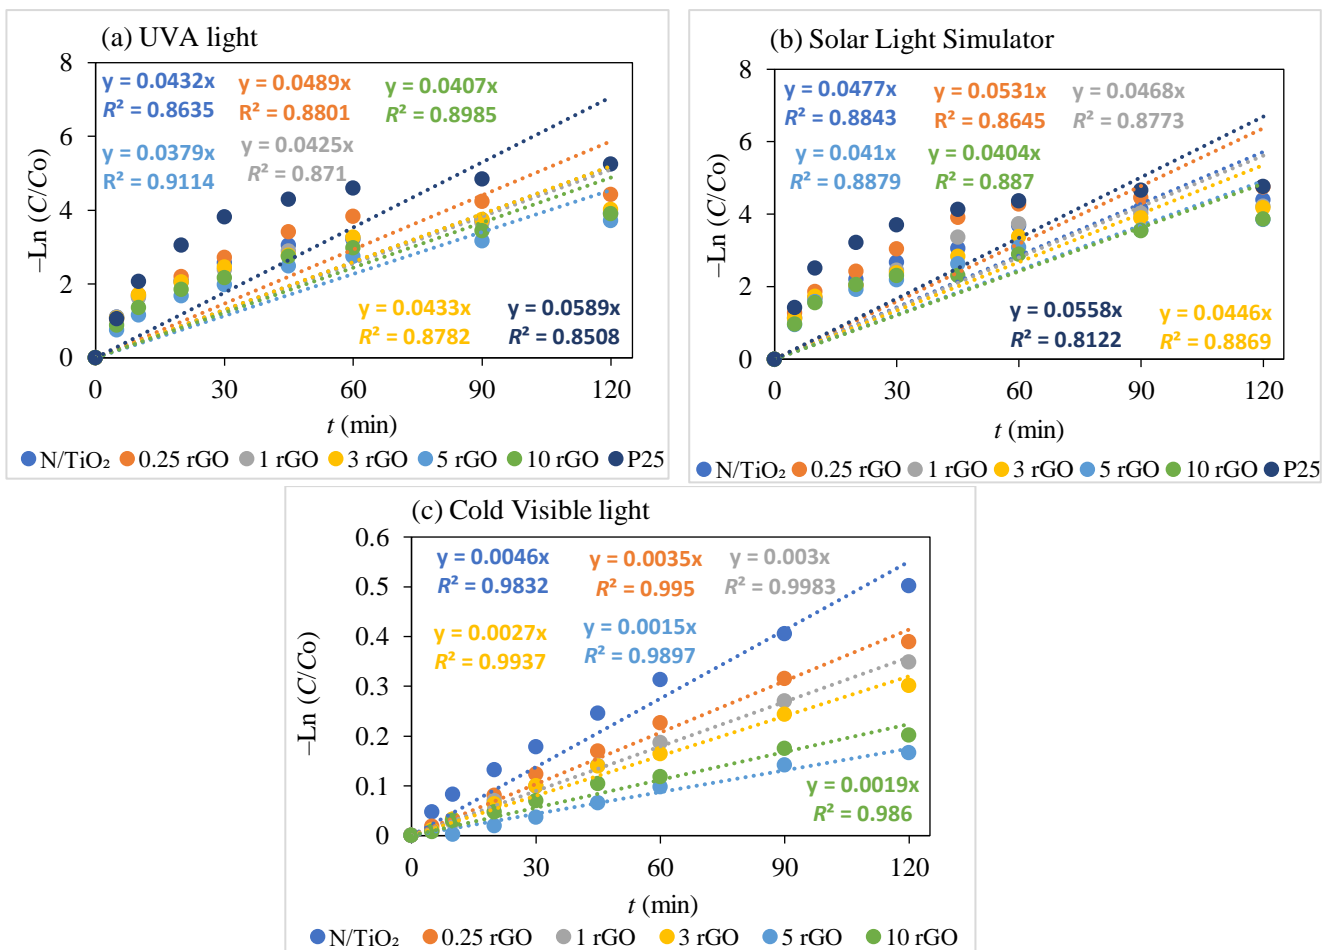 (a) UVA light
8
6
4
2
0
–Ln (C/Co)
y = 0.0432x
R² = 0.8635
y = 0.0489x
R² = 0.8801
y = 0.0407x
R² = 0.8985
y = 0.0379x
R² = 0.9114
y = 0.0425x
R² = 0.871
y = 0.0433x
R² = 0.8782
y = 0.0589x
R² = 0.8508
0 30 60 90 120
t (min)
N/TiO₂ 0.25 rGO 1 rGO 3 rGO 5 rGO 10 rGO P25
(b) Solar Light Simulator
8
6
4
2
0
–Ln (C/Co)
y = 0.0477x
R² = 0.8843
y = 0.0531x
R² = 0.8645
y = 0.0468x
R² = 0.8773
y = 0.041x
R² = 0.8879
y = 0.0404x
R² = 0.887
y = 0.0558x
R² = 0.8122
y = 0.0446x
R² = 0.8869
0 30 60 90 120
t (min)
N/TiO₂ 0.25 rGO 1 rGO 3 rGO 5 rGO 10 rGO P25
(c) Cold Visible light
0.6
0.5
0.4
0.3
0.2
0.1
0
–Ln (C/Co)
y = 0.0046x
R² = 0.9832
y = 0.0035x
R² = 0.995
y = 0.003x
R² = 0.9983
y = 0.0027x
R² = 0.9937
y = 0.0015x
R² = 0.9897
y = 0.0019x
R² = 0.986
0 30 60 90 120
t (min)
N/TiO₂ 0.25 rGO 1 rGO 3 rGO 5 rGO 10 rGO